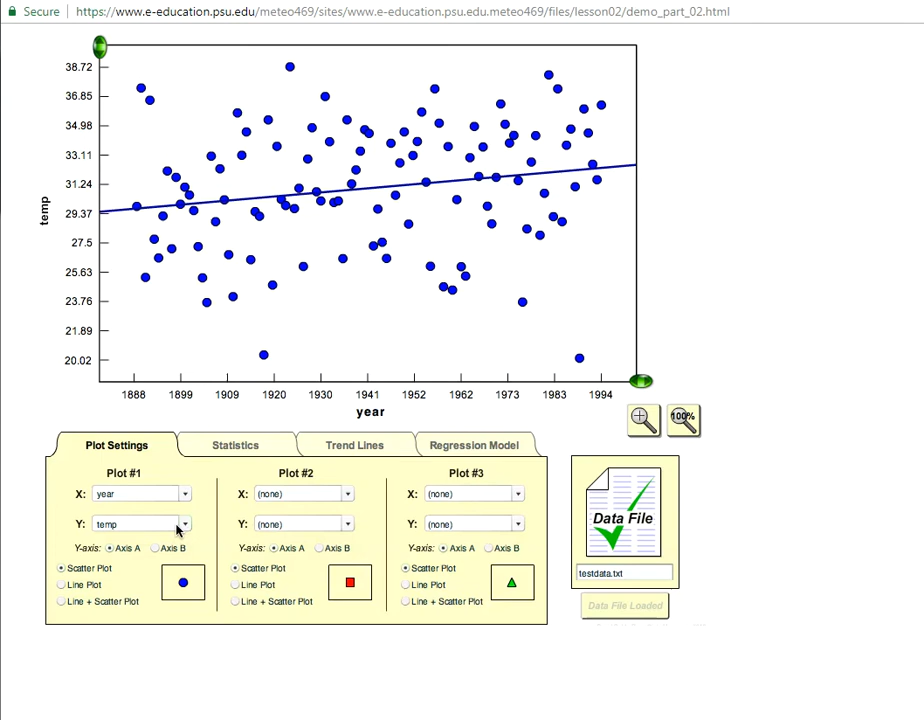 Secure | https://www.e-education.psu.edu/meteo469/sites/www.e-education.psu.edu.meteo469/files/lesson02/demo_part_02.html
38.72
36.85
34.98
33.11
31.24
29.37
27.5
25.63
23.76
21.89
20.02
temp
1888 1899 1909 1920 1930 1941 1952 1962 1973 1983 1994
year
100%
Plot Settings Statistics Trend Lines Regression Model
Plot #1 Plot #2 Plot #3
X: year X: (none) X: (none)
Y: temp Y: (none) Y: (none)
Y-axis: Axis A Axis B Y-axis: Axis A Axis B Y-axis: Axis A Axis B
Scatter Plot Scatter Plot Scatter Plot
Line Plot Line Plot Line Plot
Line + Scatter Plot Line + Scatter Plot Line + Scatter Plot
Data File
testdata.txt
Data File Loaded